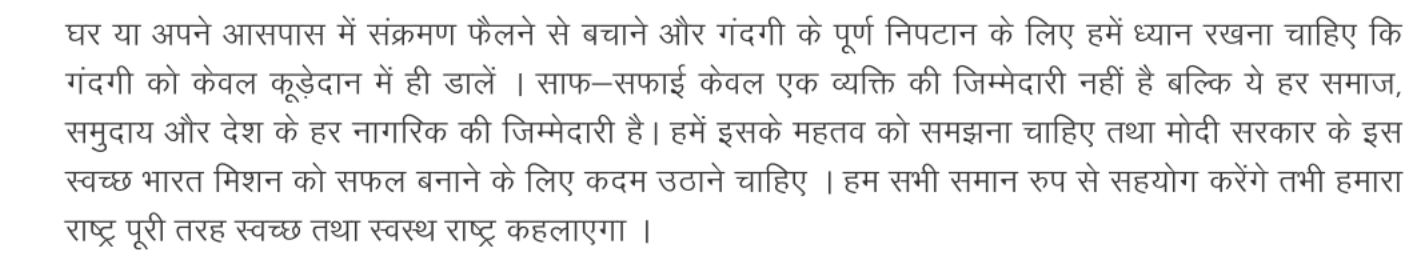 घर या अपने आसपास में संक्रमण फैलने से बचाने और गंदगी के पूर्ण निपटान के लिए हमें ध्यान रखना चाहिए कि
गंदगी को केवल कूड़ेदान में ही डालें । साफ–सफाई केवल एक व्यक्ति की जिम्मेदारी नहीं है बल्कि ये हर समाज,
समुदाय और देश के हर नागरिक की जिम्मेदारी है। हमें इसके महतव को समझना चाहिए तथा मोदी सरकार के इस
स्वच्छ भारत मिशन को सफल बनाने के लिए कदम उठाने चाहिए । हम सभी समान रुप से सहयोग करेंगे तभी हमारा
राष्ट्र पूरी तरह स्वच्छ तथा स्वस्थ राष्ट्र कहलाएगा ।